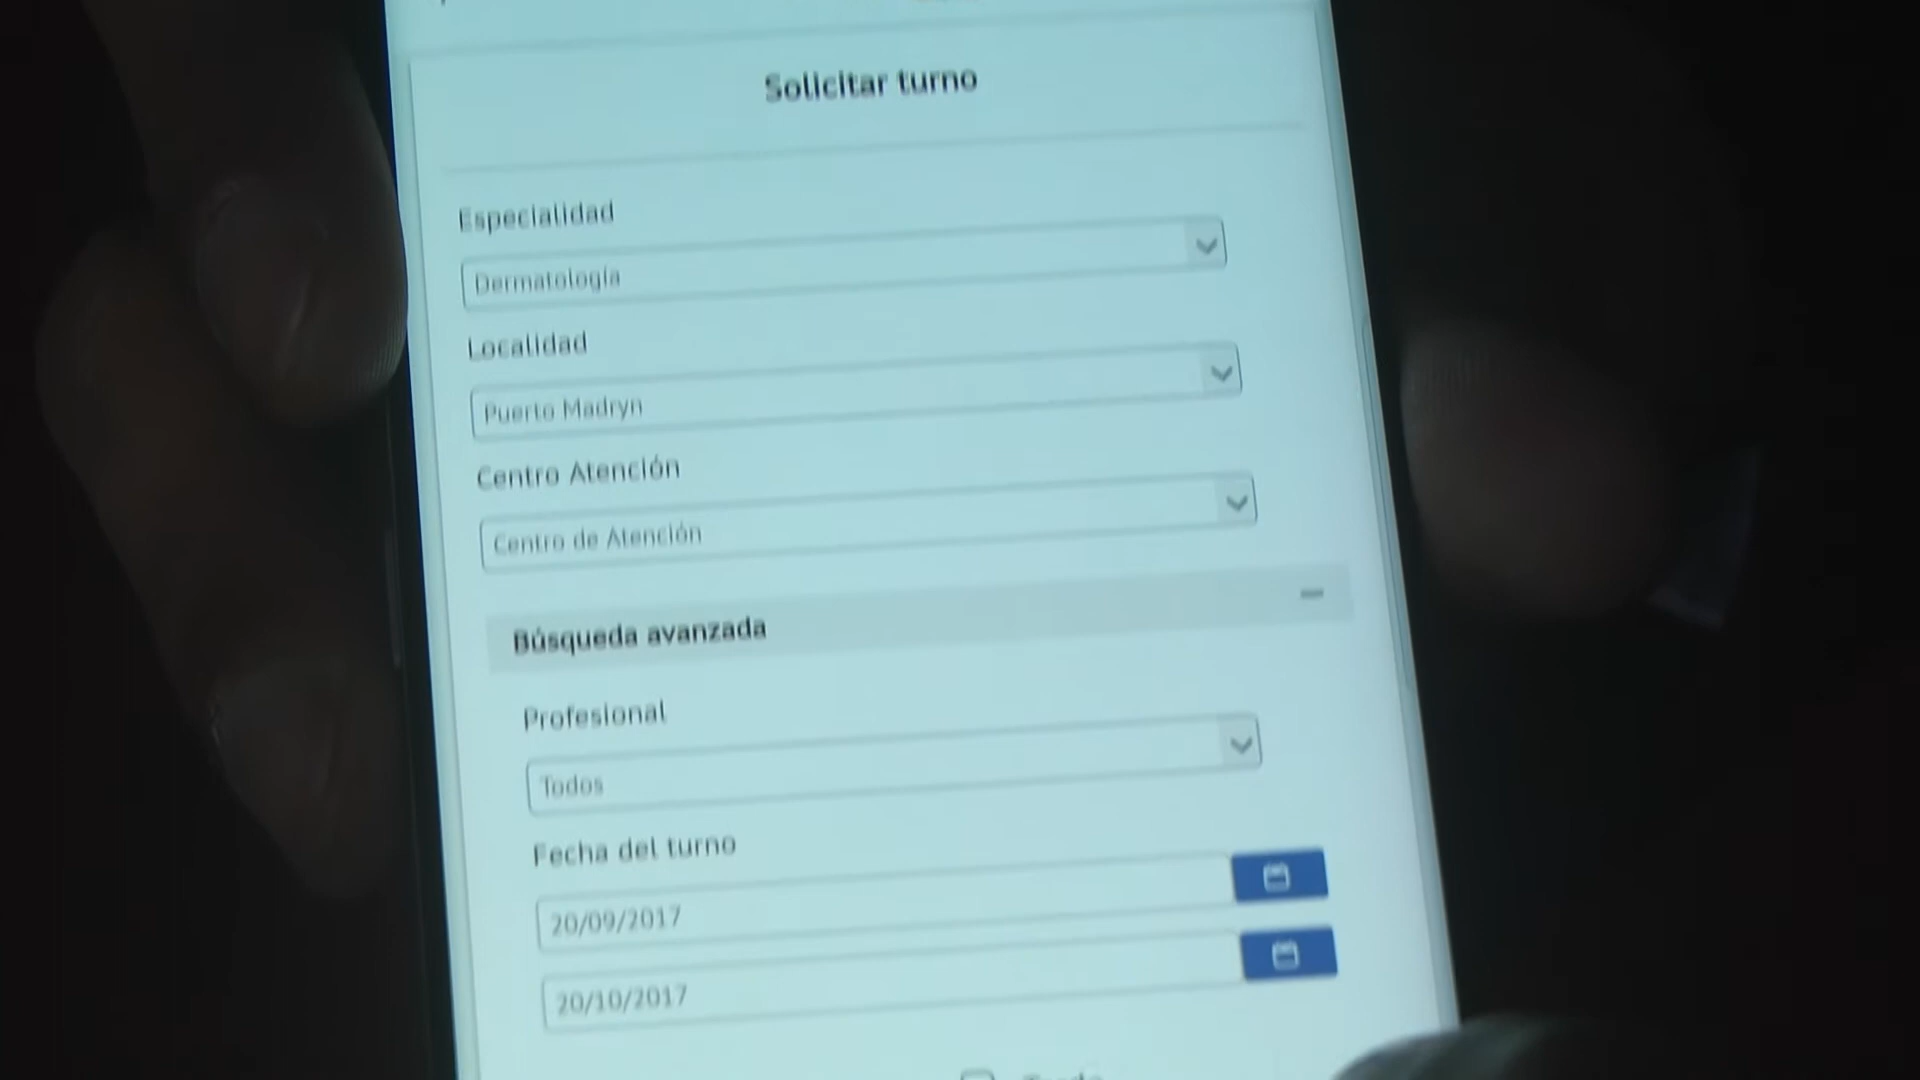 Solicitar turno
Especialidad
Dermatología
Localidad
Puerto Madryn
Centro Atención
Centro de Atención
Búsqueda avanzada
Profesional
Todos
Fecha del turno
20/09/2017
20/10/2017